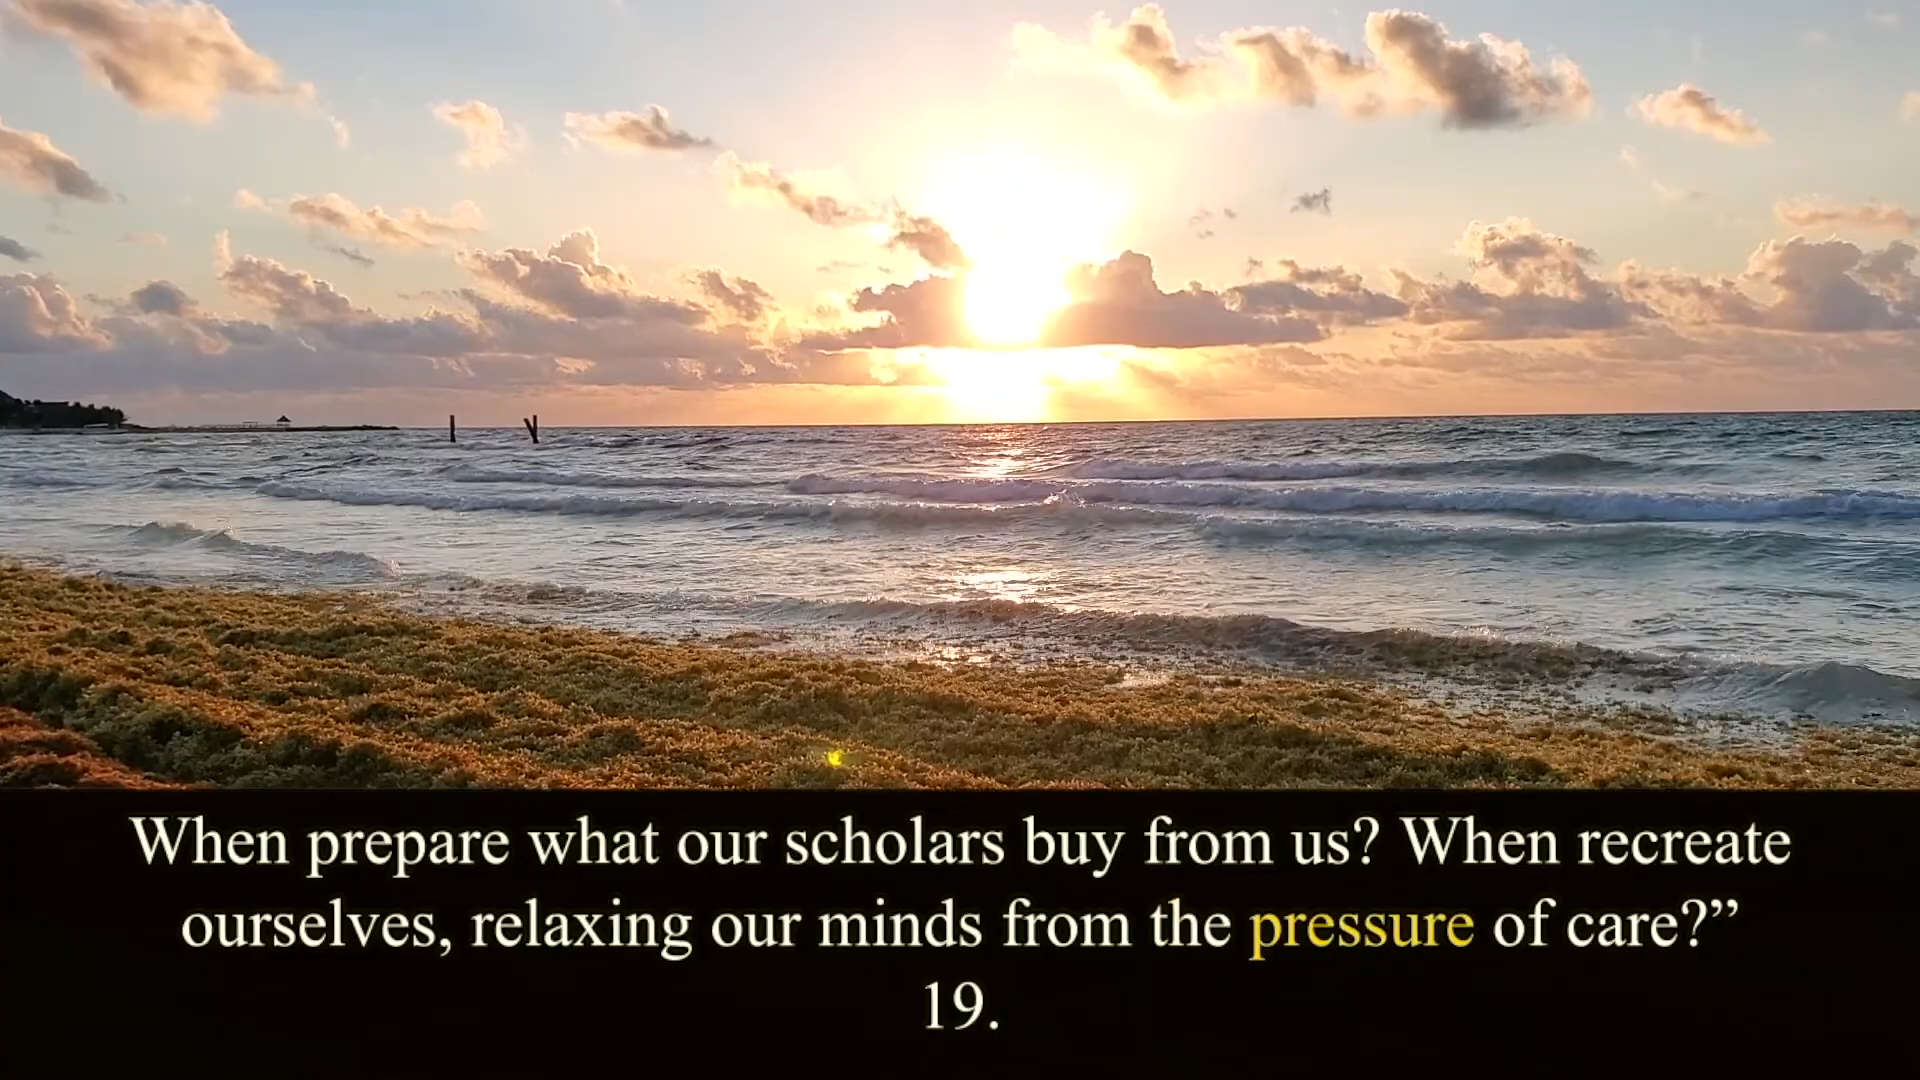 When prepare what our scholars buy from us? When recreate
ourselves, relaxing our minds from the pressure of care?”
19.